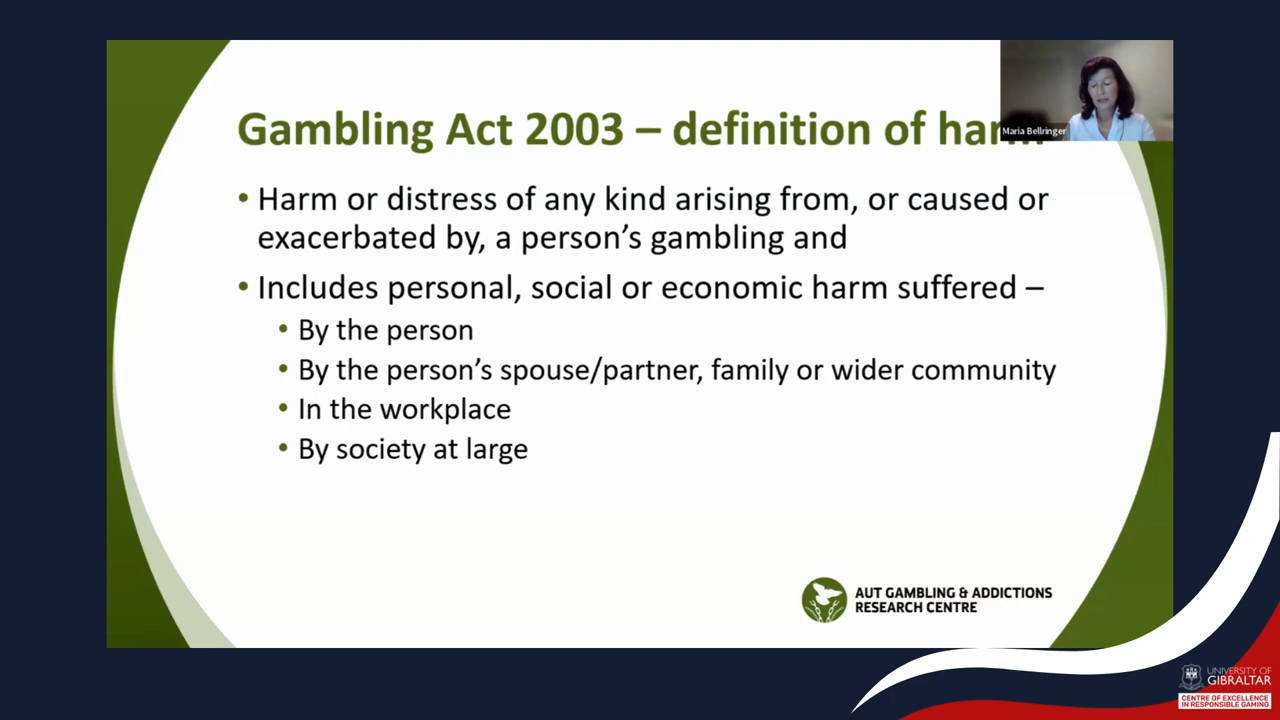 Gambling Act 2003 – definition of
Maria Bellringer
• Harm or distress of any kind arising from, or caused or
exacerbated by, a person’s gambling and
• Includes personal, social or economic harm suffered –
• By the person
• By the person’s spouse/partner, family or wider community
• In the workplace
• By society at large
AUT GAMBLING & ADDICTIONS
RESEARCH CENTRE
UNIVERSITY OF
GIBRALTAR
CENTRE OF EXCELLENCE
IN RESPONSIBLE GAMING